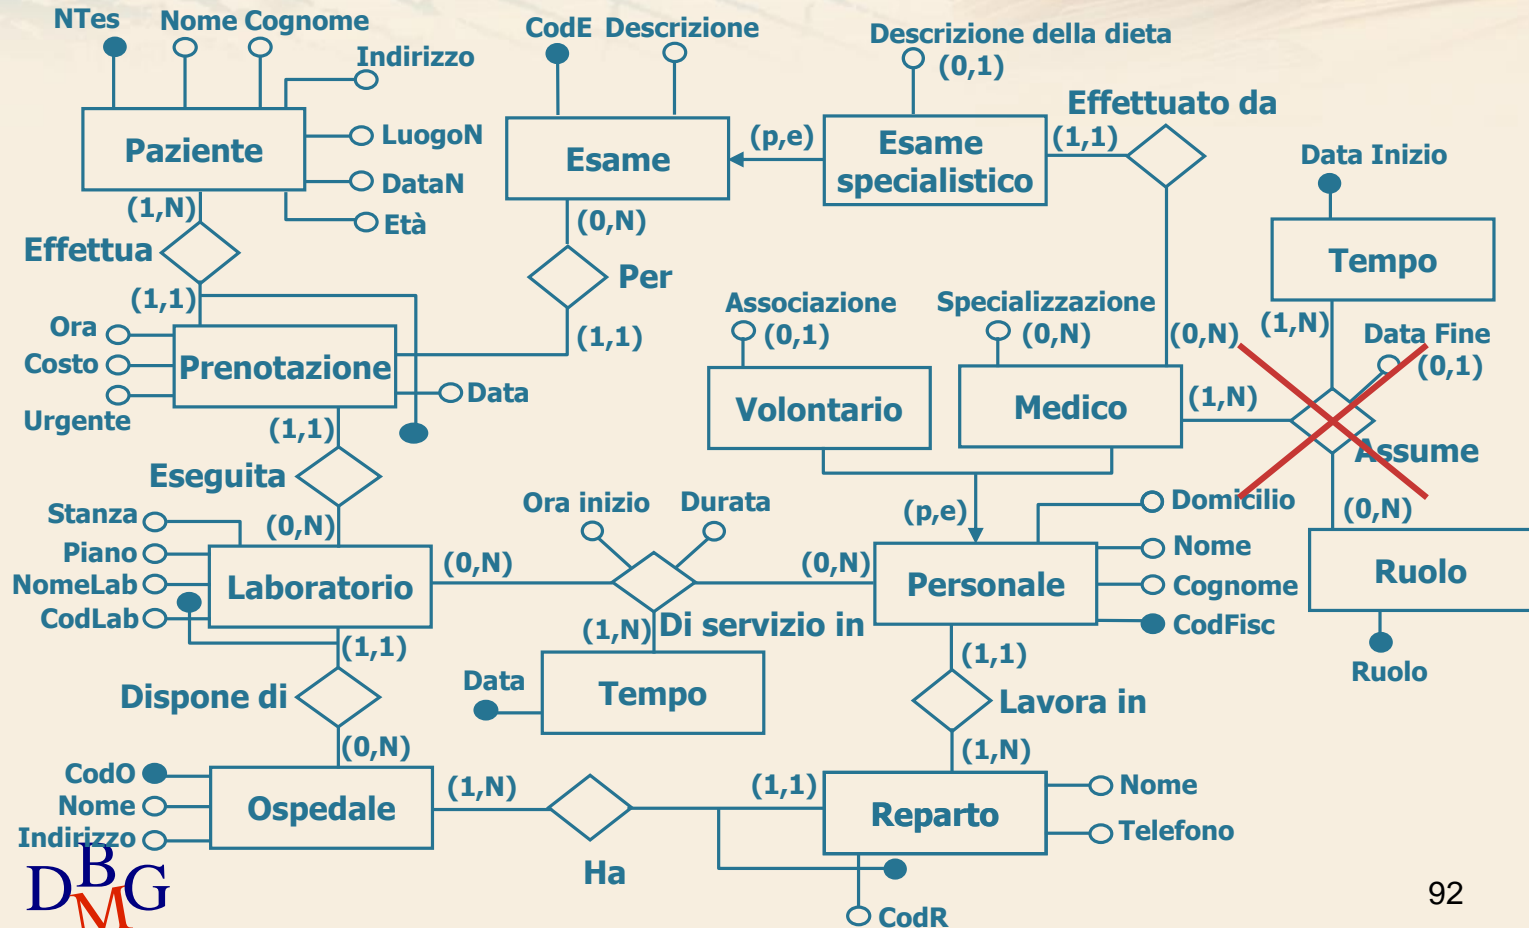 NTes
Nome Cognome
Indirizzo
Paziente
LuogoN
DataN
Età
(1,N)
Effettua
(1,1)
CodE Descrizione
Esame
(p,e)
(0,N)
Per
(1,1)
Descrizione della dieta
(0,1)
Esame
specialistico
Effettuato da
(1,1)
(0,N)
Data Inizio
Tempo
(1,N)
Data Fine
(0,1)
Assume
(0,N)
Ruolo
Ruolo
Ora
Costo
Urgente
Prenotazione
Data
(1,1)
Eseguita
(0,N)
Associazione
(0,1)
Volontario
Specializzazione
(0,N)
Medico
(1,N)
(p,e)
Stanza
Piano
NomeLab
CodLab
Laboratorio
(0,N)
Ora inizio
Durata
(0,N)
Di servizio in
(1,N)
Data
Tempo
Personale
Domicilio
Nome
Cognome
CodFisc
(1,1)
Lavora in
(1,N)
(1,1)
Dispone di
(0,N)
CodO
Nome
Indirizzo
Ospedale
(1,N)
Ha
(1,1)
Reparto
Nome
Telefono
CodR
DBMG
92